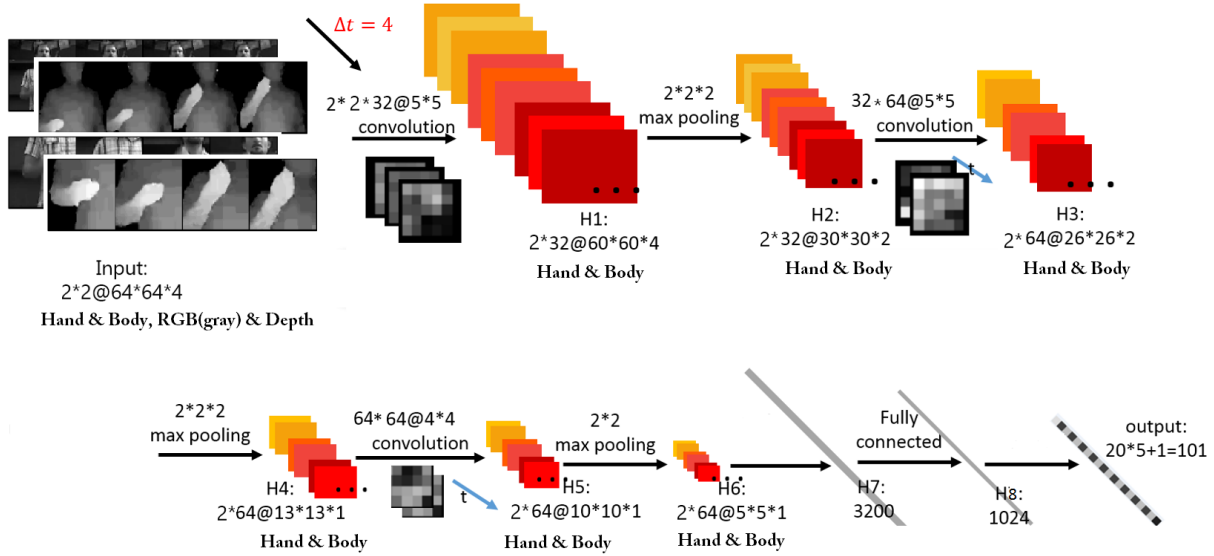 Δt = 4
2*2*32@5*5
convolution
2*2*2
max pooling
32*64@5*5
convolution
t
H1:
2*32@60*60*4
Hand & Body
H2:
2*32@30*30*2
Hand & Body
H3:
2*64@26*26*2
Hand & Body
Input:
2*2@64*64*4
Hand & Body, RGB(gray) & Depth
2*2*2
max pooling
64*64@4*4
convolution
t
2*2
max pooling
Fully
connected
output:
20*5+1=101
H4:
2*64@13*13*1
Hand & Body
H5:
2*64@10*10*1
Hand & Body
H6:
2*64@5*5*1
Hand & Body
H7:
3200
H8:
1024